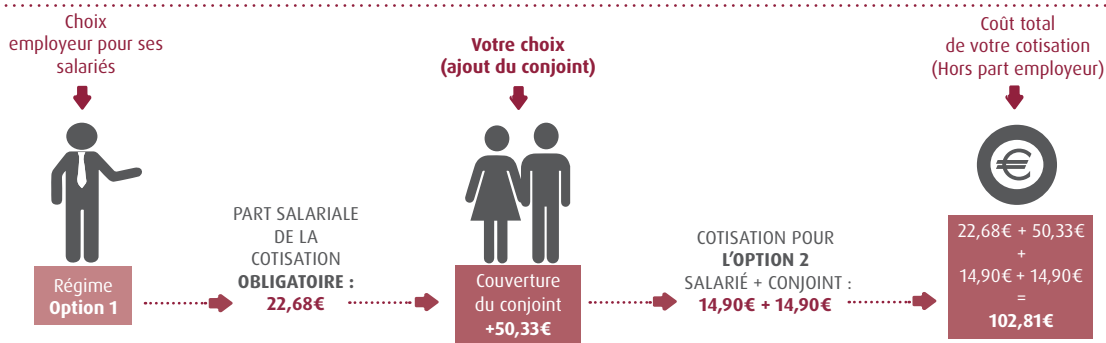 Choix
employeur pour ses
salariés
Régime
Option 1
PART SALARIALE
DE LA
COTISATION
OBLIGATOIRE :
22,68€
Votre choix
(ajout du conjoint)
Couverture
du conjoint
+50,33€
COTISATION POUR
L'OPTION 2
SALARIÉ + CONJOINT :
14,90€ + 14,90€
Coût total
de votre cotisation
(Hors part employeur)
€
22,68€ + 50,33€
+
14,90€ + 14,90€
=
102,81€